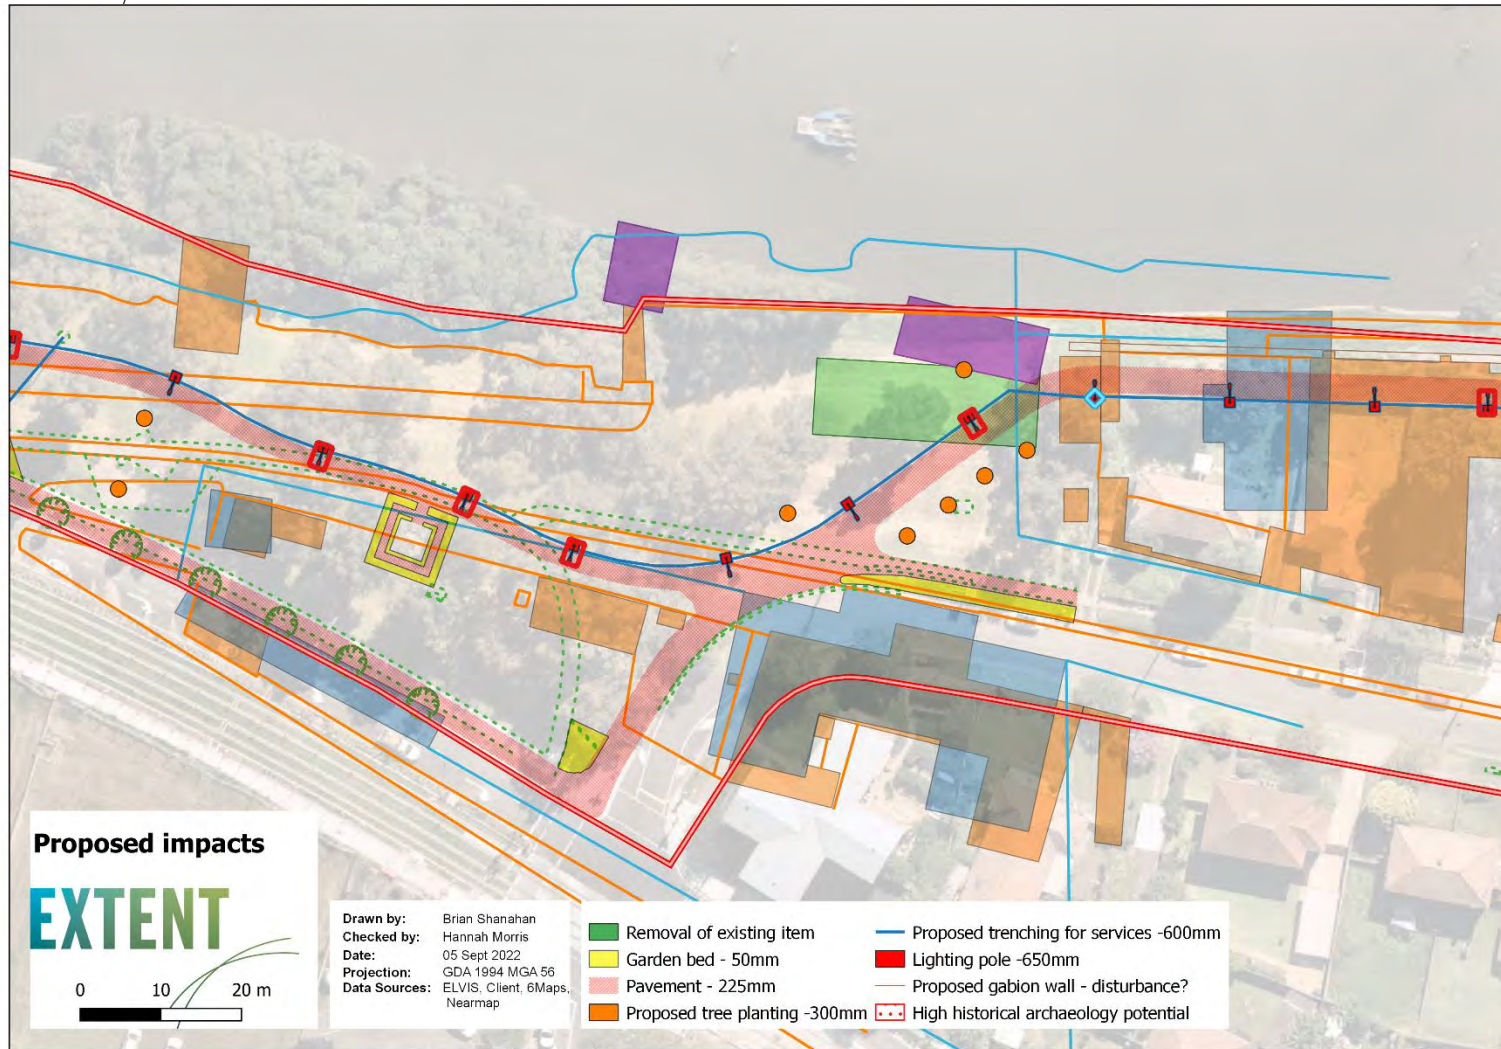 Proposed impacts
EXTENT
0 10 20 m
Drawn by: Brian Shanahan
Checked by: Hannah Morris
Date: 05 Sept 2022
Projection: GDA 1994 MGA 56
Data Sources: ELVIS, Client, 6Maps,
Nearmap
Removal of existing item
Garden bed - 50mm
Pavement - 225mm
Proposed tree planting -300mm
Proposed trenching for services -600mm
Lighting pole -650mm
Proposed gabion wall - disturbance?
High historical archaeology potential